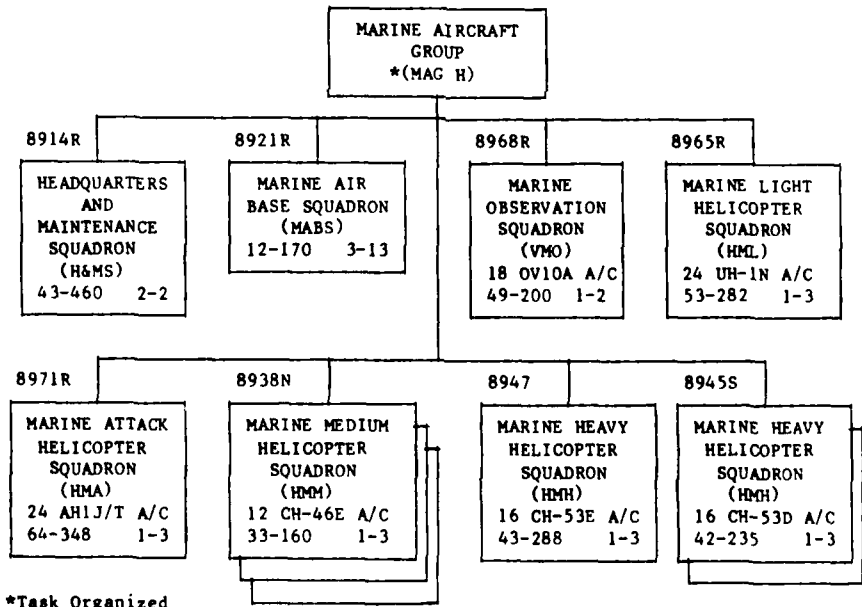 MARINE AIRCRAFT
GROUP
*(MAG H)
8914R
HEADQUARTERS
AND
MAINTENANCE
SQUADRON
(H&MS)
43-460 2-2
8921R
MARINE AIR
BASE SQUADRON
(MABS)
12-170 3-13
8968R
MARINE
OBSERVATION
SQUADRON
(VMO)
18 OV10A A/C
49-200 1-2
8965R
MARINE LIGHT
HELICOPTER
SQUADRON
(HML)
24 UH-1N A/C
53-282 1-3
8971R
MARINE ATTACK
HELICOPTER
SQUADRON
(HMA)
24 AH1J/T A/C
64-348 1-3
8938N
MARINE MEDIUM
HELICOPTER
SQUADRON
(HMM)
12 CH-46E A/C
33-160 1-3
8947
MARINE HEAVY
HELICOPTER
SQUADRON
(HMH)
16 CH-53E A/C
43-288 1-3
8945S
MARINE HEAVY
HELICOPTER
SQUADRON
(HMH)
16 CH-53D A/C
42-235 1-3
*Task Organized